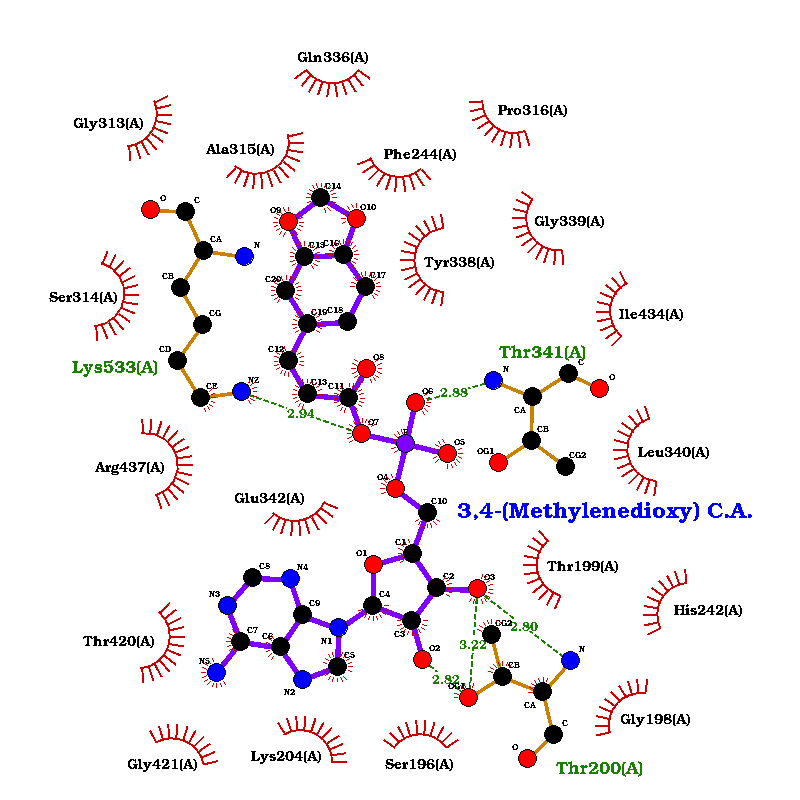 Gln336(A)
Pro316(A)
Gly313(A)
Ala315(A)
Phe244(A)
C14
O9
O10
O
C
Gly339(A)
CA
N
C15
C16
Tyr338(A)
CB
C20
C17
Ser314(A)
CG
C19
C18
Ile434(A)
CD
C12
O8
Thr341(A)
Lys533(A)
N
C
O
CE
NZ
C13
C11
O6
2.88
CA
2.94
O7
P
O5
OG1
CB
CG2
Leu340(A)
Arg437(A)
O4
Glu342(A)
C10
3,4-(Methylenedioxy) C.A.
O1
C1
Thr199(A)
C8
N4
C2
O3
N3
C4
His242(A)
C9
C3
OG2
2.80
Thr420(A)
C7
C6
N1
O2
3.22
N
N5
C5
CB
2.82
OG1
CA
N2
Gly198(A)
C
Gly421(A)
Lys204(A)
Ser196(A)
O
Thr200(A)